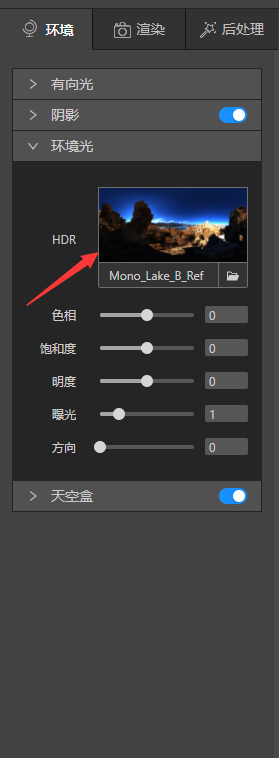 环境 渲染 后处理
有向光
阴影
环境光
HDR
Mono_Lake_B_Ref
色相 0
饱和度 0
明度 0
曝光 1
方向 0
天空盒